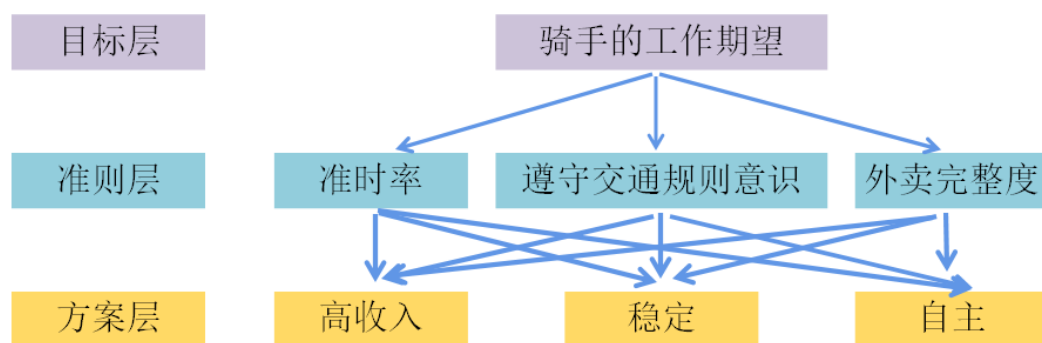 目标层 骑手的工作期望
准则层 准时率 遵守交通规则意识 外卖完整度
方案层 高收入 稳定 自主